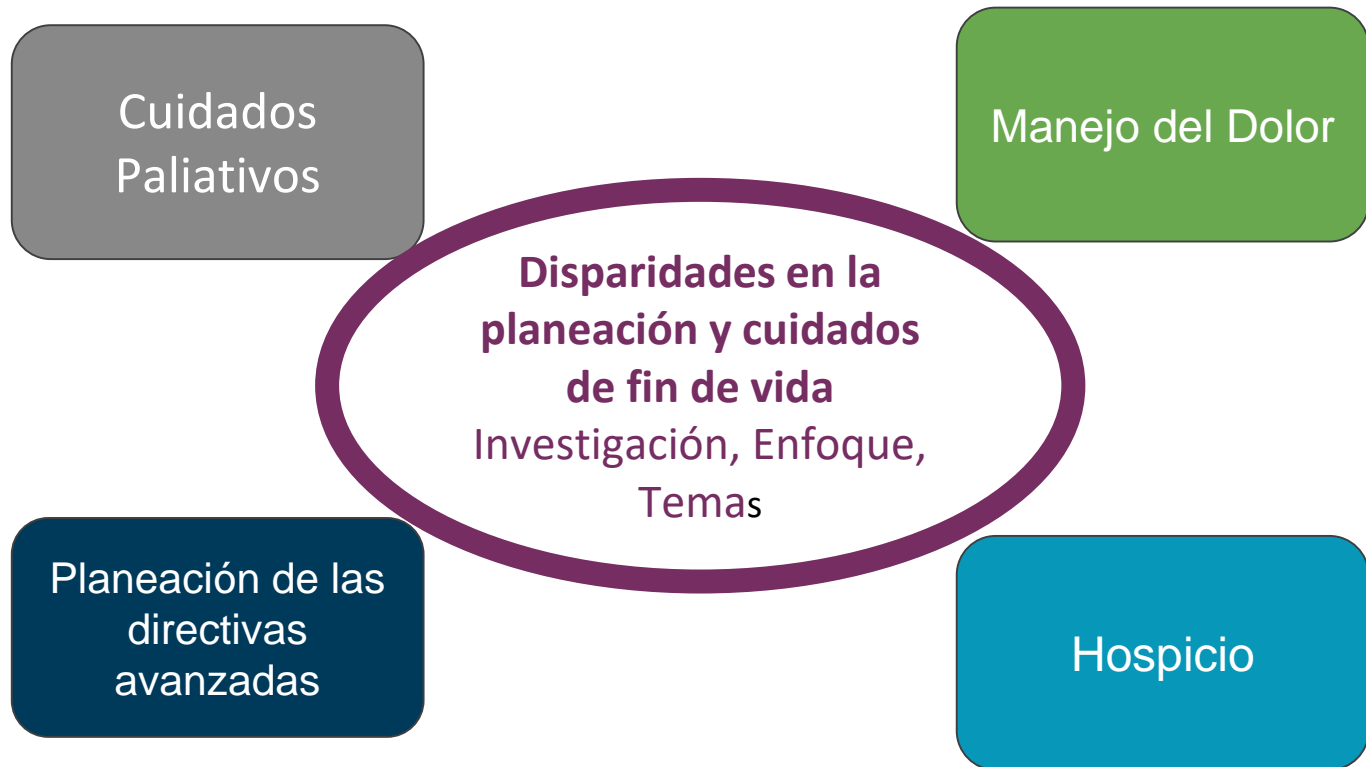 Cuidados
Paliativos
Manejo del Dolor
Disparidades en la
planeación y cuidados
de fin de vida
Investigación, Enfoque,
Temas
Planeación de las
directivas
avanzadas
Hospicio